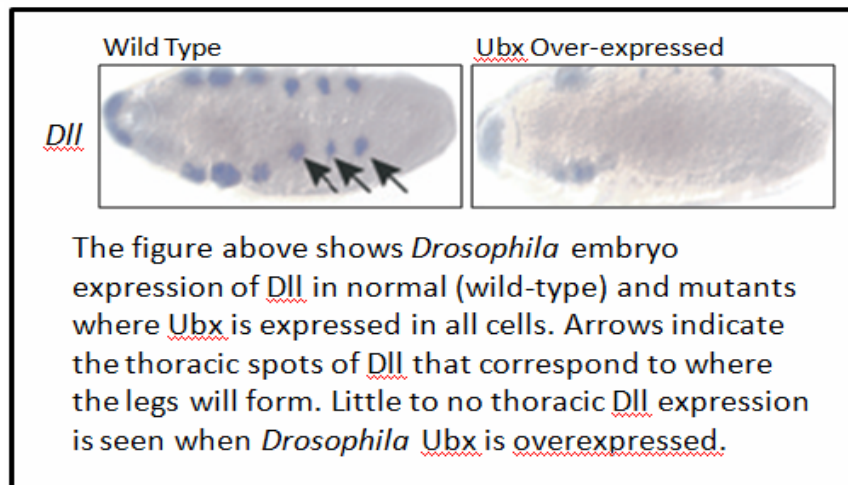 Wild Type Ubx Over-expressed
Dll
The figure above shows Drosophila embryo
expression of Dll in normal (wild-type) and mutants
where Ubx is expressed in all cells. Arrows indicate
the thoracic spots of Dll that correspond to where
the legs will form. Little to no thoracic Dll expression
is seen when Drosophila Ubx is overexpressed.